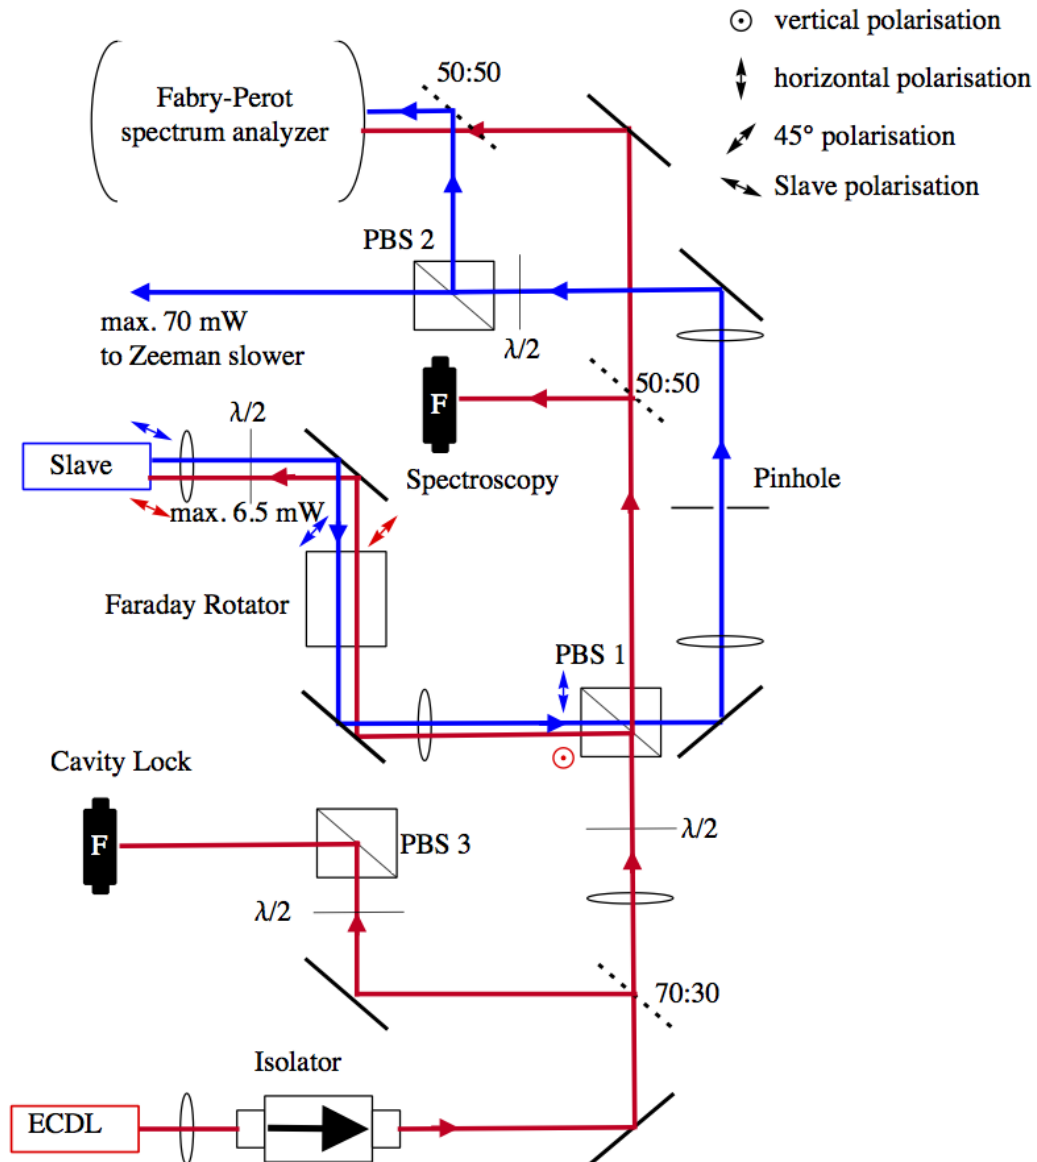 vertical polarisation
horizontal polarisation
45° polarisation
Slave polarisation
50:50
Fabry-Perot
spectrum analyzer
PBS 2
max. 70 mW
to Zeeman slower
λ/2
50:50
F
Spectroscopy
λ/2
Slave
max. 6.5 mW
Pinhole
Faraday Rotator
PBS 1
Cavity Lock
F
PBS 3
λ/2
λ/2
70:30
Isolator
ECDL